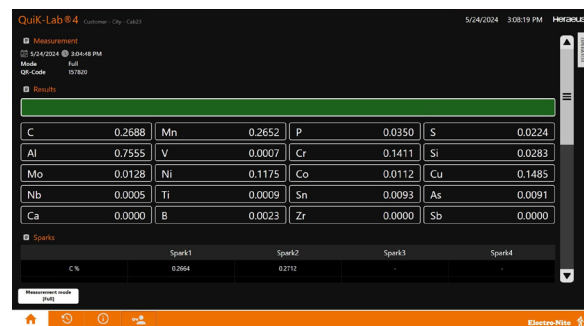 QuiK-Lab®4 Customer - City - Cab23 5/24/2024 3:08:19 PM Heraeus
Measurement
5/24/2024 3:04:48 PM
Mode Full
QR-Code 157820
Results
C 0.2688 Mn 0.2652 P 0.0350 S 0.0224
Al 0.7555 V 0.0007 Cr 0.1411 Si 0.0283
Mo 0.0128 Ni 0.1175 Co 0.0112 Cu 0.1485
Nb 0.0005 Ti 0.0009 Sn 0.0093 As 0.0091
Ca 0.0000 B 0.0023 Zr 0.0000 Sb 0.0000
Sparks
Spark1 Spark2 Spark3 Spark4
C % 0.2664 0.2712 - -
Measurement mode
[Full]
Electro-Nite
OPERATOR